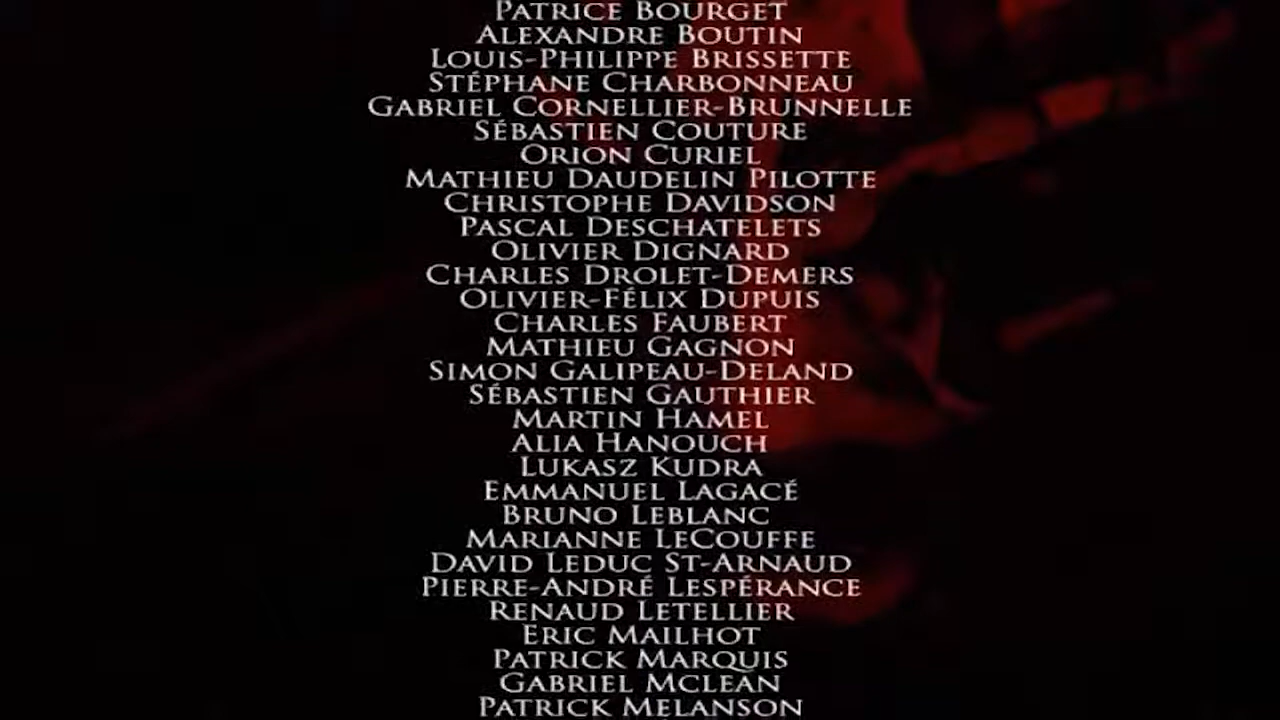 PATRICE BOURGET
ALEXANDRE BOUTIN
LOUIS-PHILIPPE BRISSETTE
STÉPHANE CHARBONNEAU
GABRIEL CORNELLIER-BRUNNELLE
SÉBASTIEN COUTURE
ORION CURIEL
MATHIEU DAUDELIN PILOTTE
CHRISTOPHE DAVIDSON
PASCAL DESCHATELETS
OLIVIER DIGNARD
CHARLES DROLET-DEMERS
OLIVIER-FÉLIX DUPUIS
CHARLES FAUBERT
MATHIEU GAGNON
SIMON GALIPEAU-DELAND
SÉBASTIEN GAUTHIER
MARTIN HAMEL
ALIA HANOUCH
LUKASZ KUDRA
EMMANUEL LAGACÉ
BRUNO LEBLANC
MARIANNE LECOUFFE
DAVID LEDUC ST-ARNAUD
PIERRE-ANDRÉ LESPÉRANCE
RENAUD LETELLIER
ERIC MAILHOT
PATRICK MARQUIS
GABRIEL MCLEAN
PATRICK MELANSON